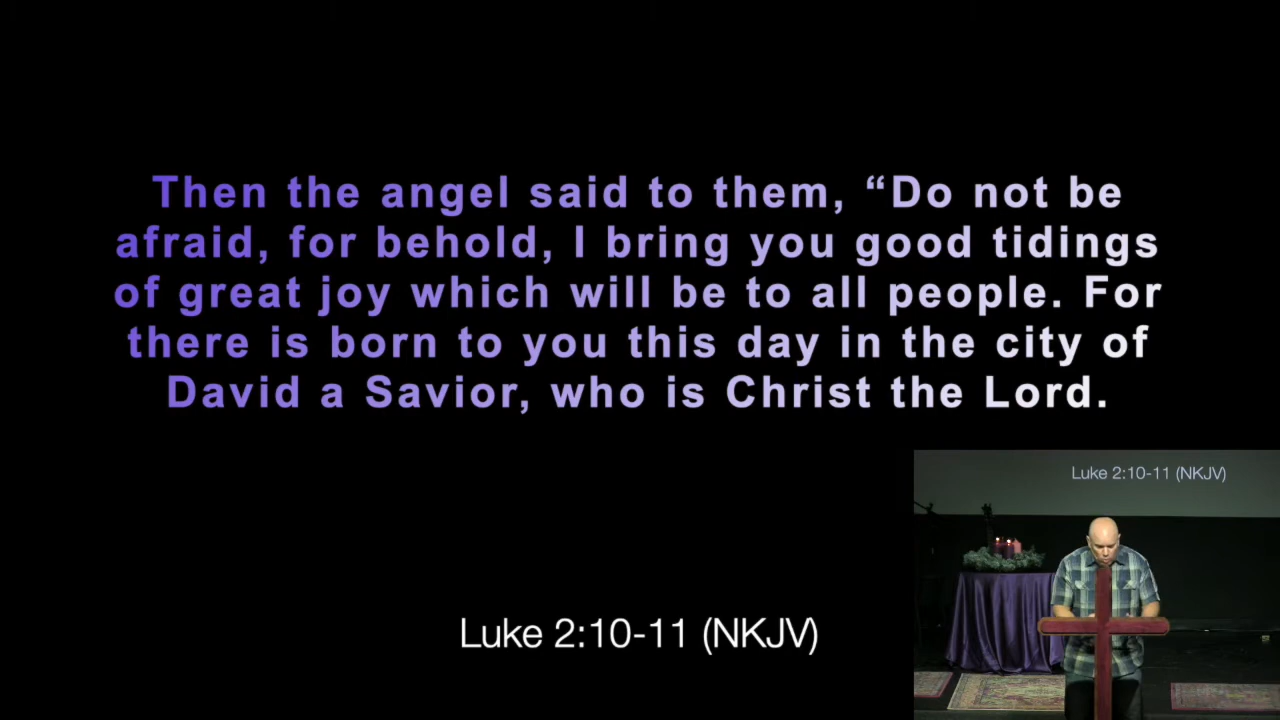 Then the angel said to them, “Do not be
afraid, for behold, I bring you good tidings
of great joy which will be to all people. For
there is born to you this day in the city of
David a Savior, who is Christ the Lord.
Luke 2:10-11 (NKJV)
Luke 2:10-11 (NKJV)